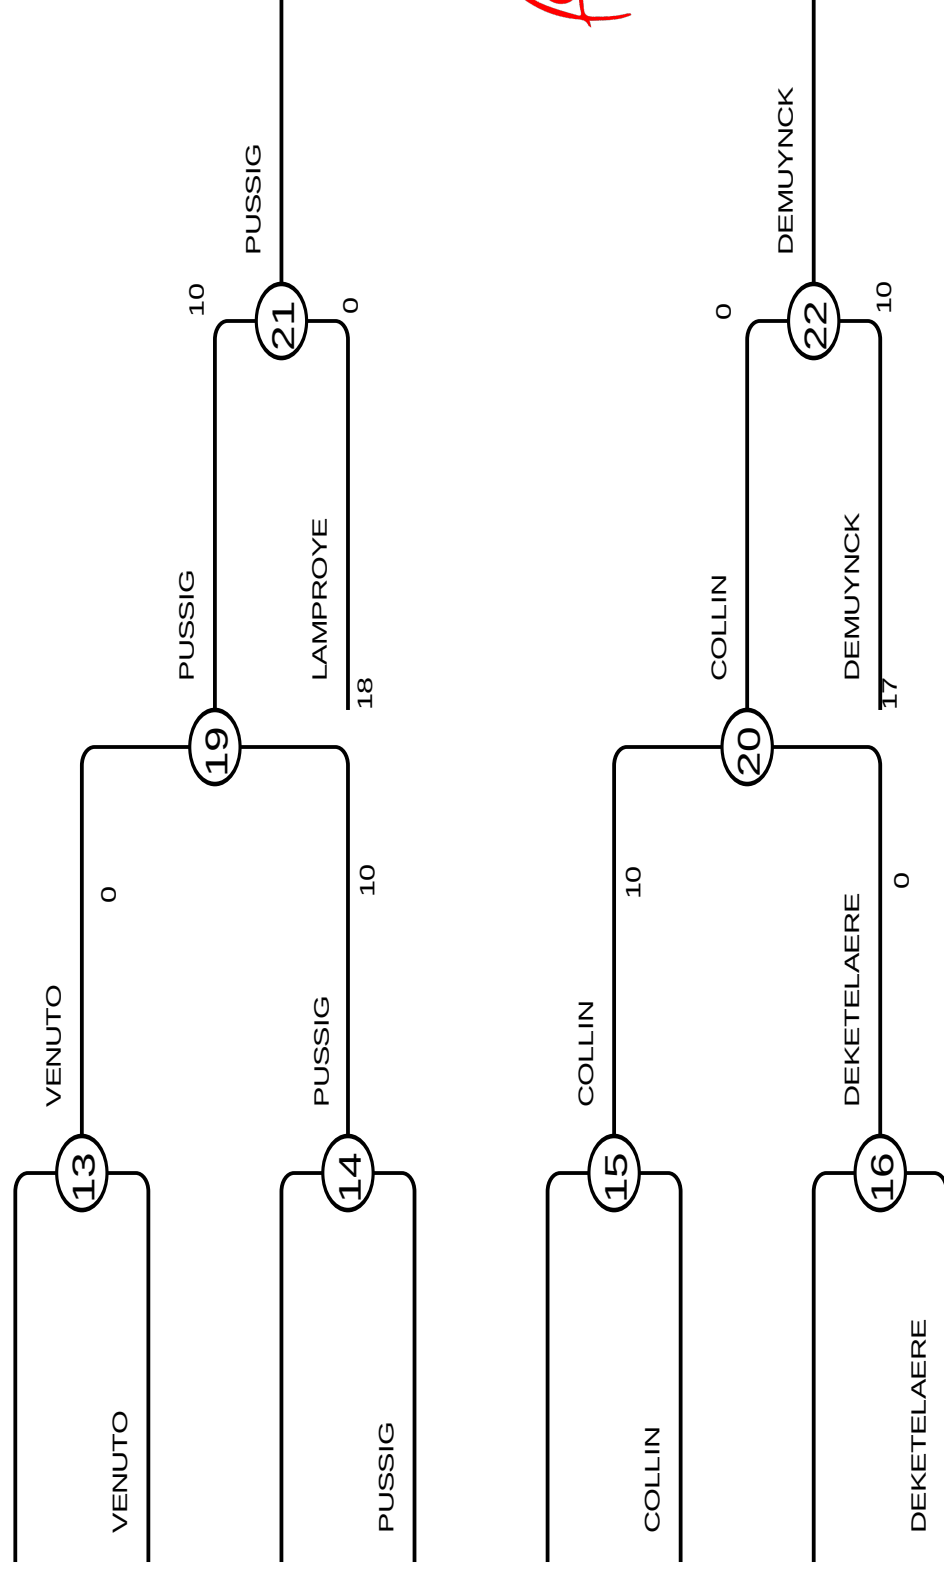 VENUTO
13
VENUTO
0
PUSSIG
14
PUSSIG
10
19
PUSSIG
10
LAMPROYE
18
0
21
PUSSIG
COLLIN
15
COLLIN
10
DEKETELAERE
16
DEKETELAERE
0
20
COLLIN
0
DEMUYNCK
17
10
22
DEMUYNCK